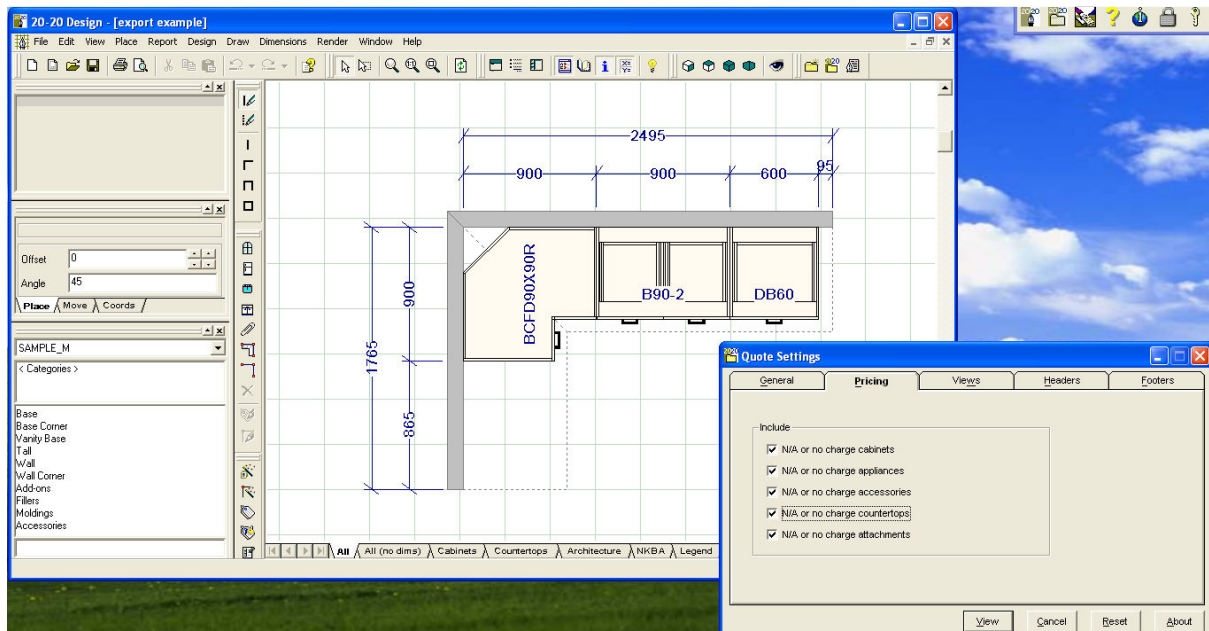 20-20 Design - [export example]
File Edit View Place Report Design Draw Dimensions Render Window Help
Offset 0
Angle 45
Place Move Coords
SAMPLE_M
< Categories >
Base
Base Corner
Vanity Base
Tall
Wall
Wall Corner
Add-ons
Fillers
Moldings
Accessories
2495
900 900 600 95
900
1765
865
BCFD90X90R
B90-2
DB60
All All (no dims) Cabinets Countertops Architecture NKBA Legend
Quote Settings
General Pricing Views Headers Footers
Include
N/A or no charge cabinets
N/A or no charge appliances
N/A or no charge accessories
N/A or no charge countertops
N/A or no charge attachments
View Cancel Reset About